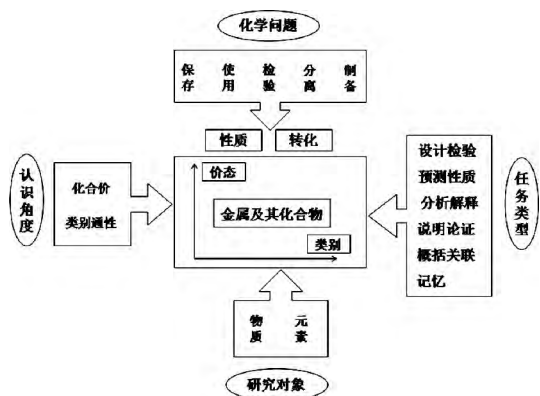 化学问题
保存 使用 检验 分离 制备
性质 转化
价态
金属及其化合物
类别
认识角度
化合价
类别通性
设计检验
预测性质
分析解释
说明论证
概括关联
记忆
任务类型
物质 元素
研究对象